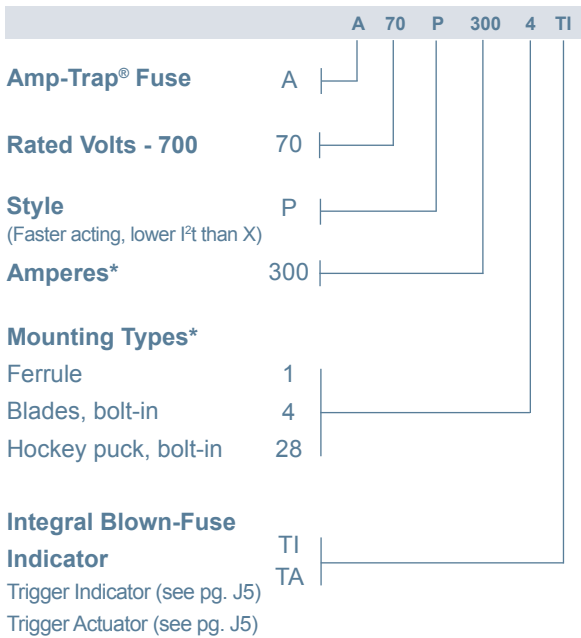 A 70 P 300 4 TI
Amp-Trap® Fuse A
Rated Volts - 700 70
Style P
(Faster acting, lower I²t than X)
Amperes* 300
Mounting Types*
Ferrule 1
Blades, bolt-in 4
Hockey puck, bolt-in 28
Integral Blown-Fuse
Indicator
TI
TA
Trigger Indicator (see pg. J5)
Trigger Actuator (see pg. J5)